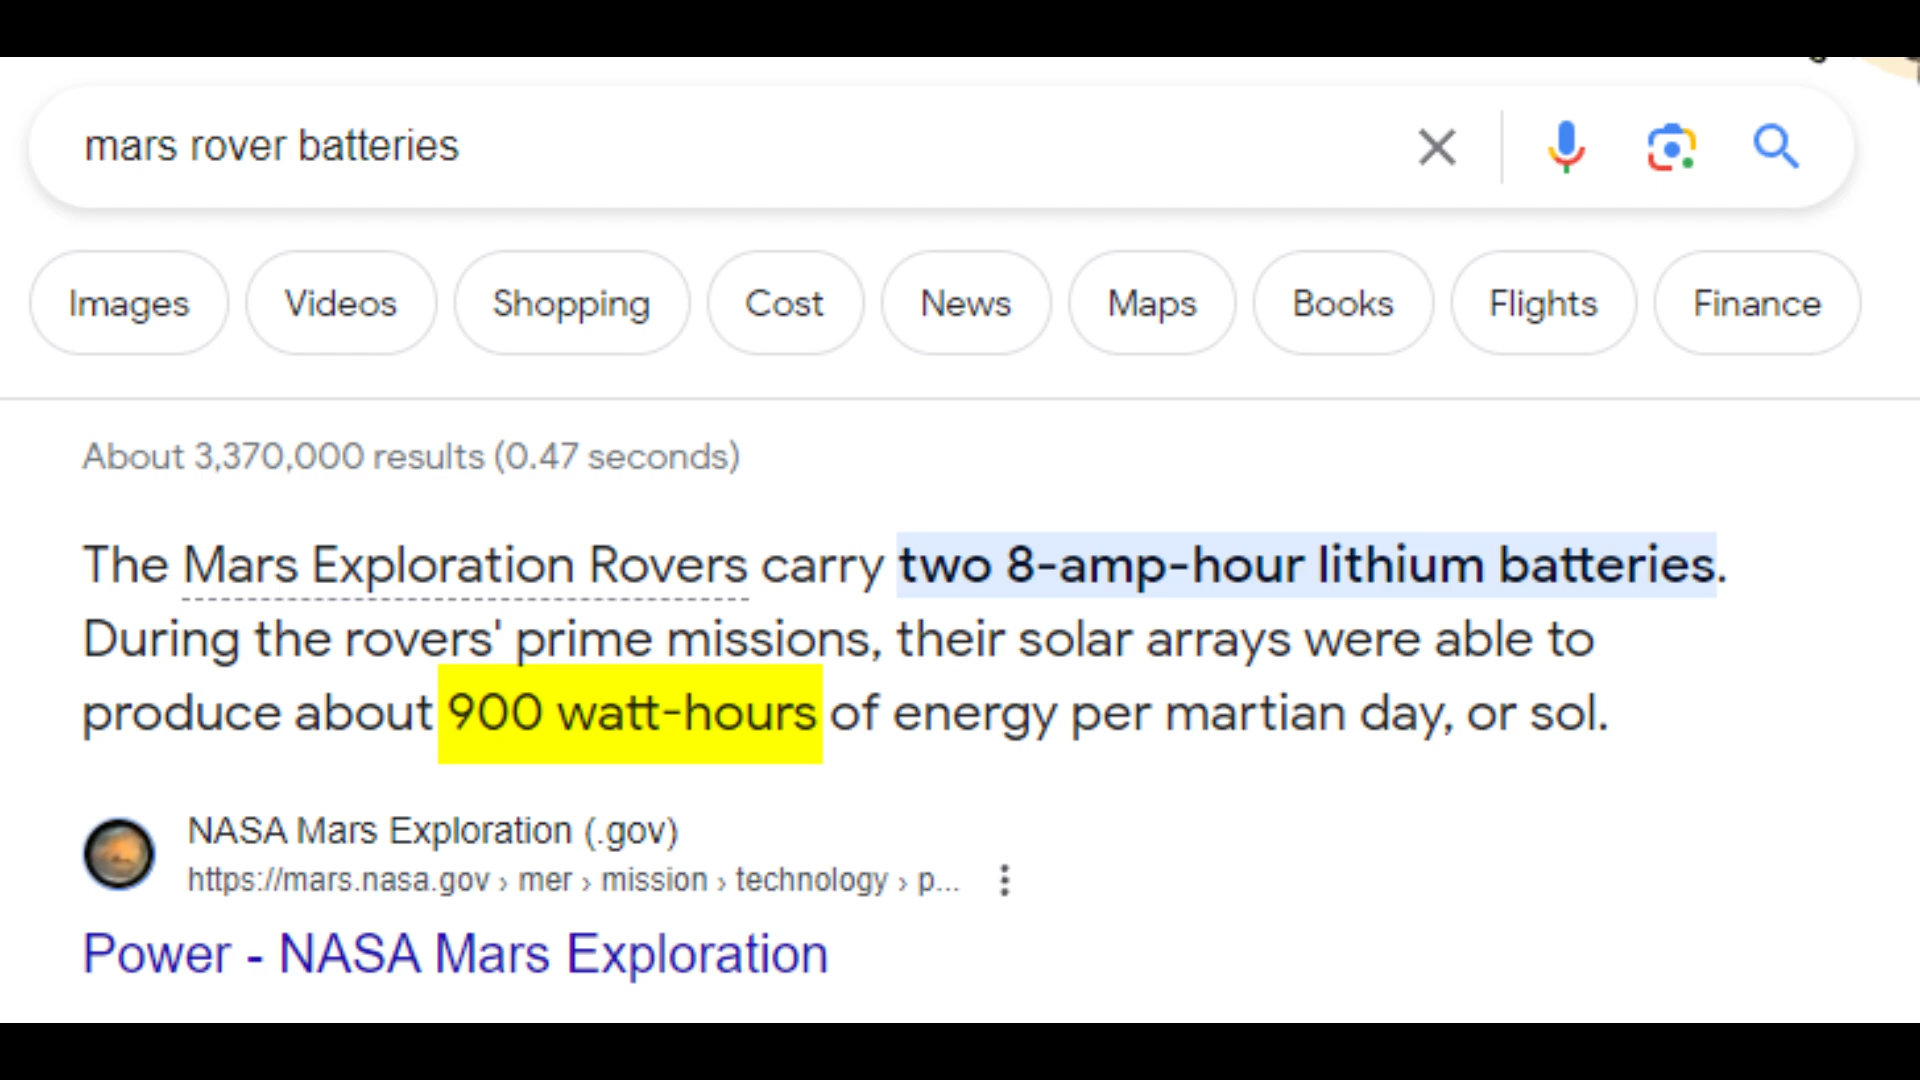 mars rover batteries
Images Videos Shopping Cost News Maps Books Flights Finance
About 3,370,000 results (0.47 seconds)
The Mars Exploration Rovers carry two 8-amp-hour lithium batteries.
During the rovers' prime missions, their solar arrays were able to
produce about 900 watt-hours of energy per martian day, or sol.
NASA Mars Exploration (.gov)
https://mars.nasa.gov › mer › mission › technology › p...
Power - NASA Mars Exploration